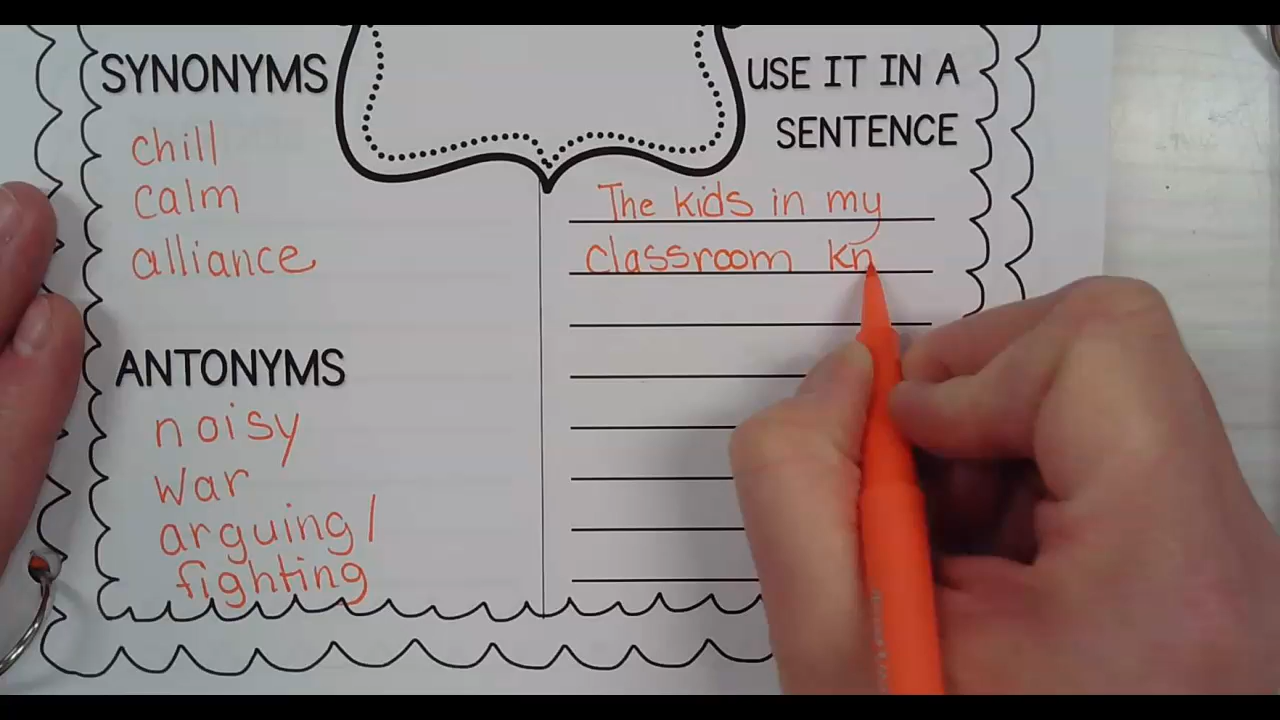 SYNONYMS
chill
calm
alliance
ANTONYMS
noisy
war
arguing/
fighting
USE IT IN A
SENTENCE
The kids in my
classroom kn